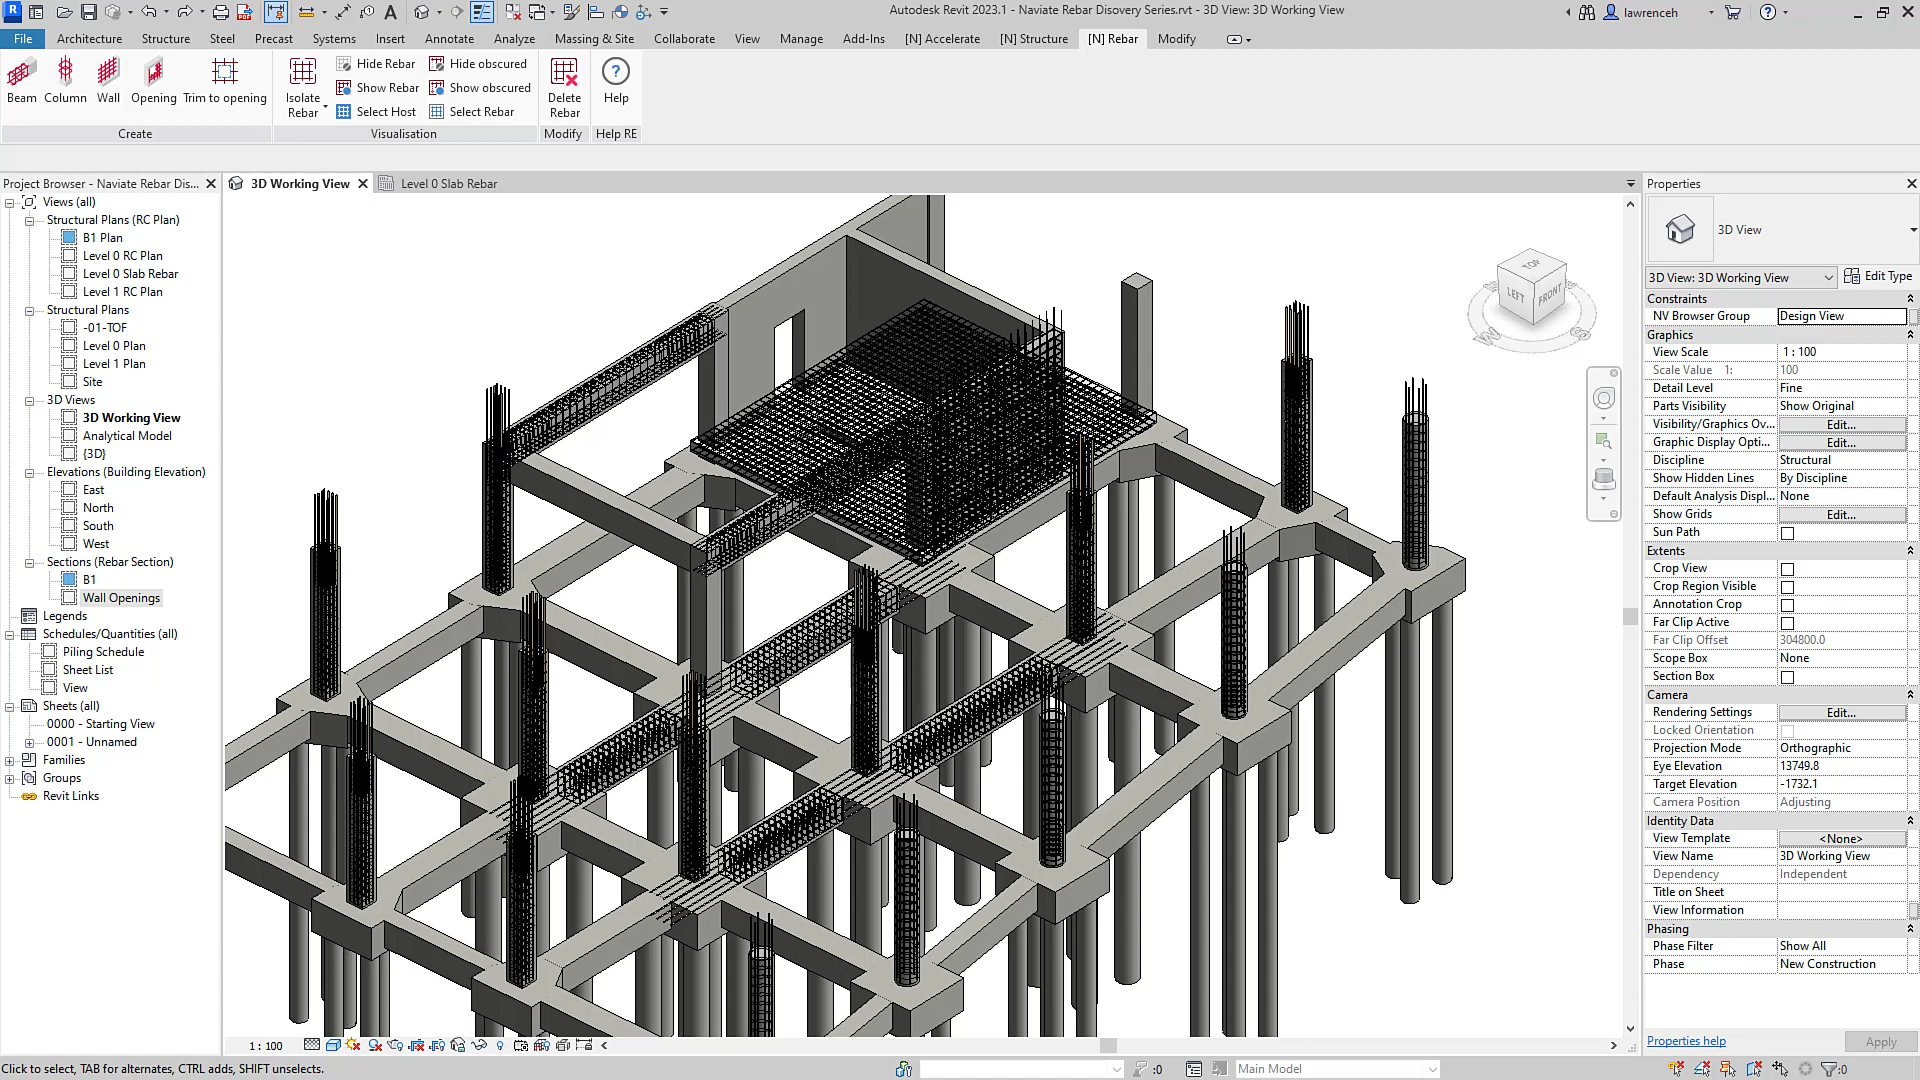 Autodesk Revit 2023.1 - Naviate Rebar Disovery Series.rvt - 3D View: 3D Working View
lawrenceh
File Architecture Structure Steel Precast Systems Insert Annotate Analyze Massing & Site Collaborate View Manage Add-Ins [N] Accelerate [N] Structure [N] Rebar Modify
Beam Column Wall Opening Trim to opening
Isolate Rebar
Hide Rebar Hide obscured
Show Rebar Show obscured
Select Host Select Rebar
Delete Rebar
Help
Create Visualisation Modify Help RE
Project Browser - Naviate Rebar Dis...
3D Working View Level 0 Slab Rebar
Views (all)
Structural Plans (RC Plan)
B1 Plan
Level 0 RC Plan
Level 0 Slab Rebar
Level 1 RC Plan
Structural Plans
-01-TOF
Level 0 Plan
Level 1 Plan
Site
3D Views
3D Working View
Analytical Model
{3D}
Elevations (Building Elevation)
East
North
South
West
Sections (Rebar Section)
B1
Wall Openings
Legends
Schedules/Quantities (all)
Piling Schedule
Sheet List
View
Sheets (all)
0000 - Starting View
0001 - Unnamed
Families
Groups
Revit Links
TOP
LEFT FRONT
W S
Properties
3D View
3D View: 3D Working View Edit Type
Constraints
NV Browser Group Design View
Graphics
View Scale 1 : 100
Scale Value 1: 100
Detail Level Fine
Parts Visibility Show Original
Visibility/Graphics Ov... Edit...
Graphic Display Opti... Edit...
Discipline Structural
Show Hidden Lines By Discipline
Default Analysis Displ... None
Show Grids Edit...
Sun Path
Extents
Crop View
Crop Region Visible
Annotation Crop
Far Clip Active
Far Clip Offset 304800.0
Scope Box None
Section Box
Camera
Rendering Settings Edit...
Locked Orientation
Projection Mode Orthographic
Eye Elevation 13749.8
Target Elevation -1732.1
Camera Position Adjusting
Identity Data
View Template <None>
View Name 3D Working View
Dependency Independent
Title on Sheet
View Information
Phasing
Phase Filter Show All
Phase New Construction
Properties help Apply
1 : 100
Click to select, TAB for alternates, CTRL adds, SHIFT unselects.
:0
Main Model
:0